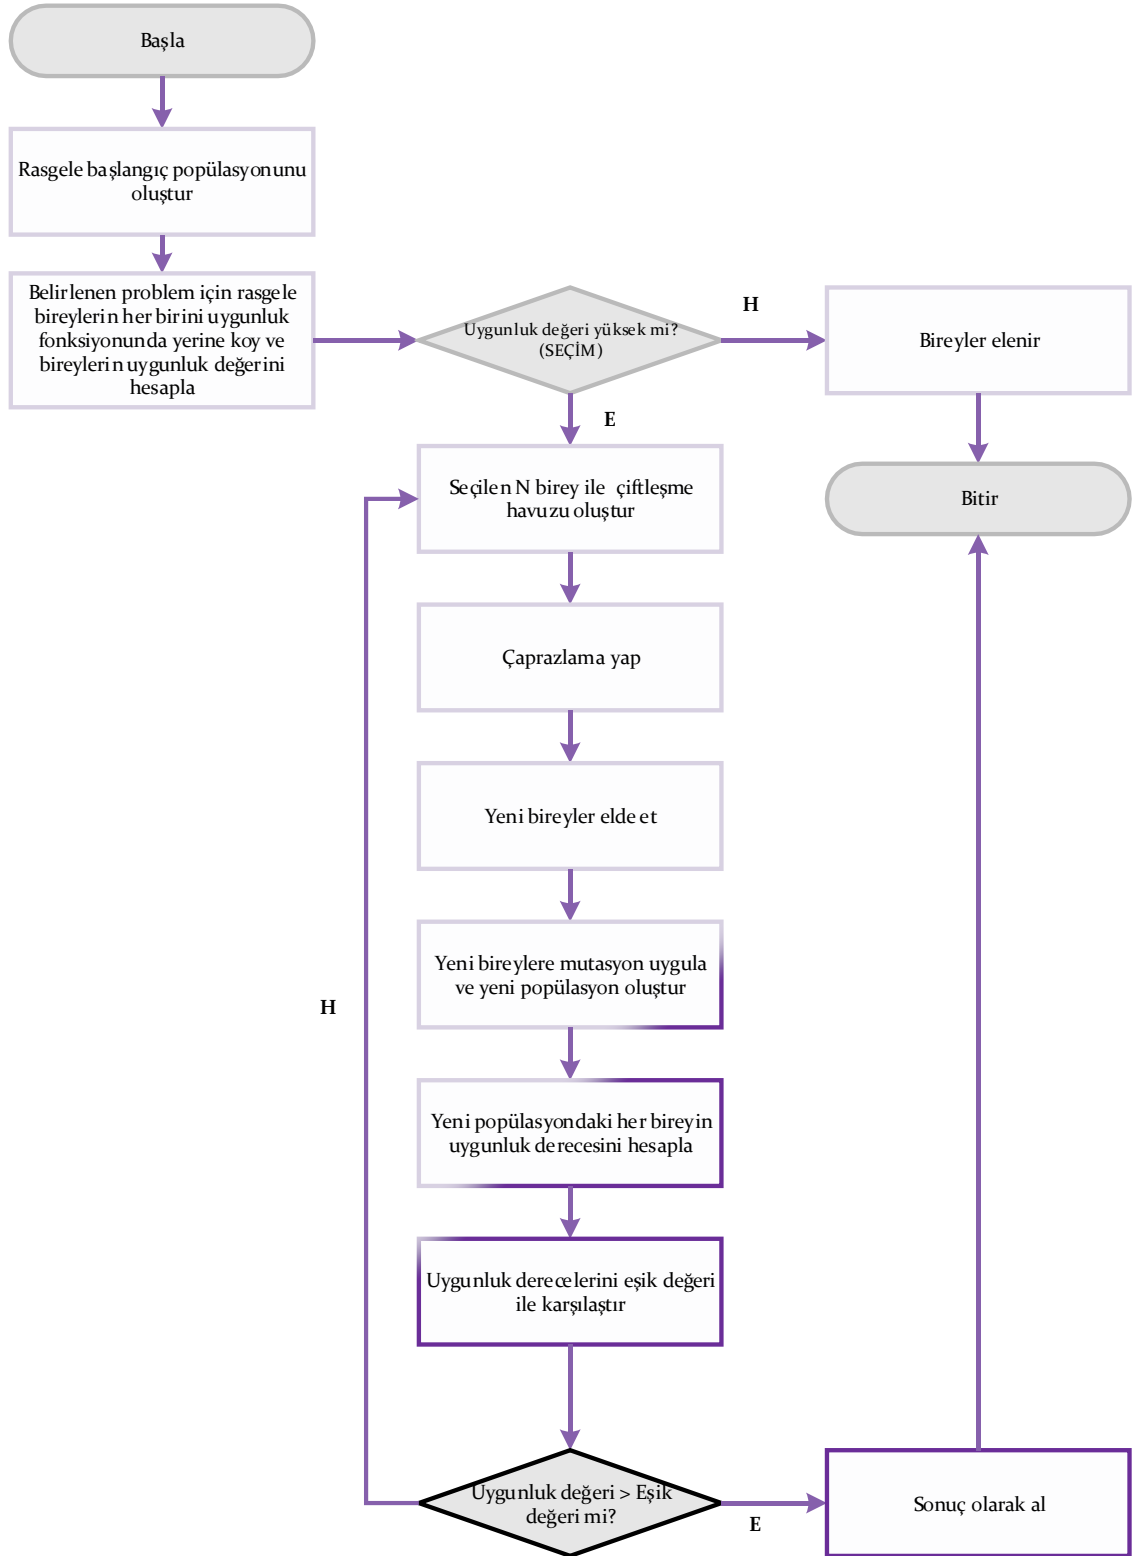 Başla
Rasgele başlangıç popülasyonunu
oluştur
Belirlenen problem için rasgele
bireylerin her birini uygunluk
fonksiyonunda yerine koy ve
bireylerin uygunluk değerini
hesapla
Uygunluk değeri yüksek mi?
(SEÇİM)
H
Bireyler elenir
E
Bitir
Seçilen N birey ile çiftleşme
havuzu oluştur
Çaprazlama yap
Yeni bireyler elde et
Yeni bireylere mutasyon uygula
ve yeni popülasyon oluştur
H
Yeni popülasyondaki her bireyin
uygunluk derecesini hesapla
Uygunluk derecelerini eşik değeri
ile karşılaştır
Uygunluk değeri > Eşik
değeri mi?
E
Sonuç olarak al